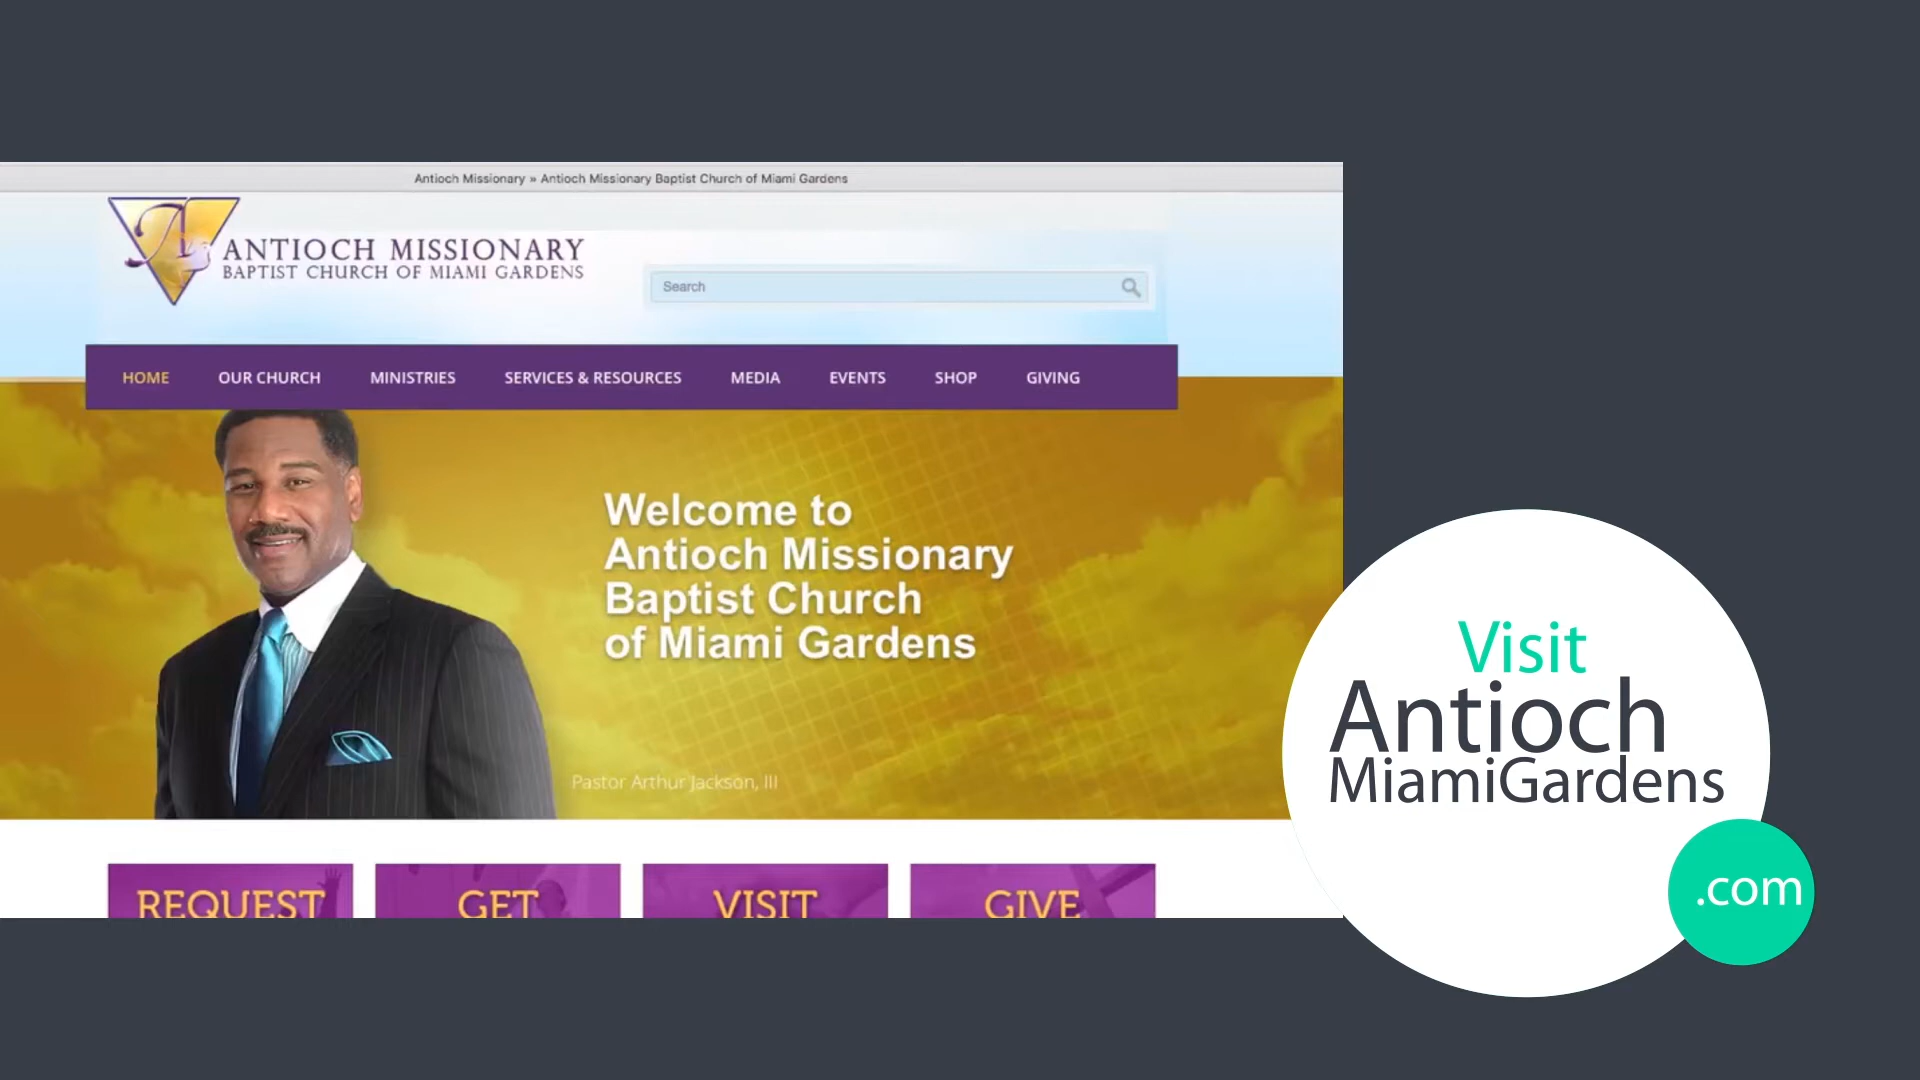 Antioch Missionary » Antioch Missionary Baptist Church of Miami Gardens
ANTIOCH MISSIONARY
BAPTIST CHURCH OF MIAMI GARDENS
Search
HOME OUR CHURCH MINISTRIES SERVICES & RESOURCES MEDIA EVENTS SHOP GIVING
Welcome to
Antioch Missionary
Baptist Church
of Miami Gardens
Pastor Arthur Jackson, III
REQUEST GET VISIT GIVE
Visit
Antioch
MiamiGardens
.com